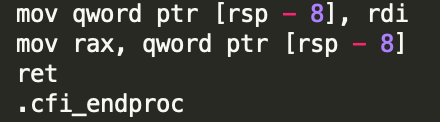 mov qword ptr [rsp - 8], rdi
mov rax, qword ptr [rsp - 8]
ret
.cfi_endproc